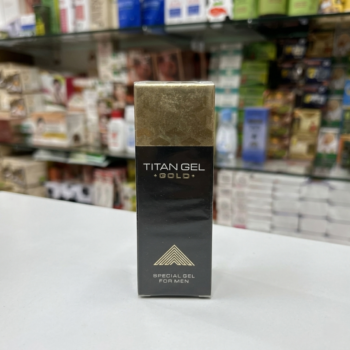 TITAN GEL
GOLD
SPECIAL GEL
FOR MEN